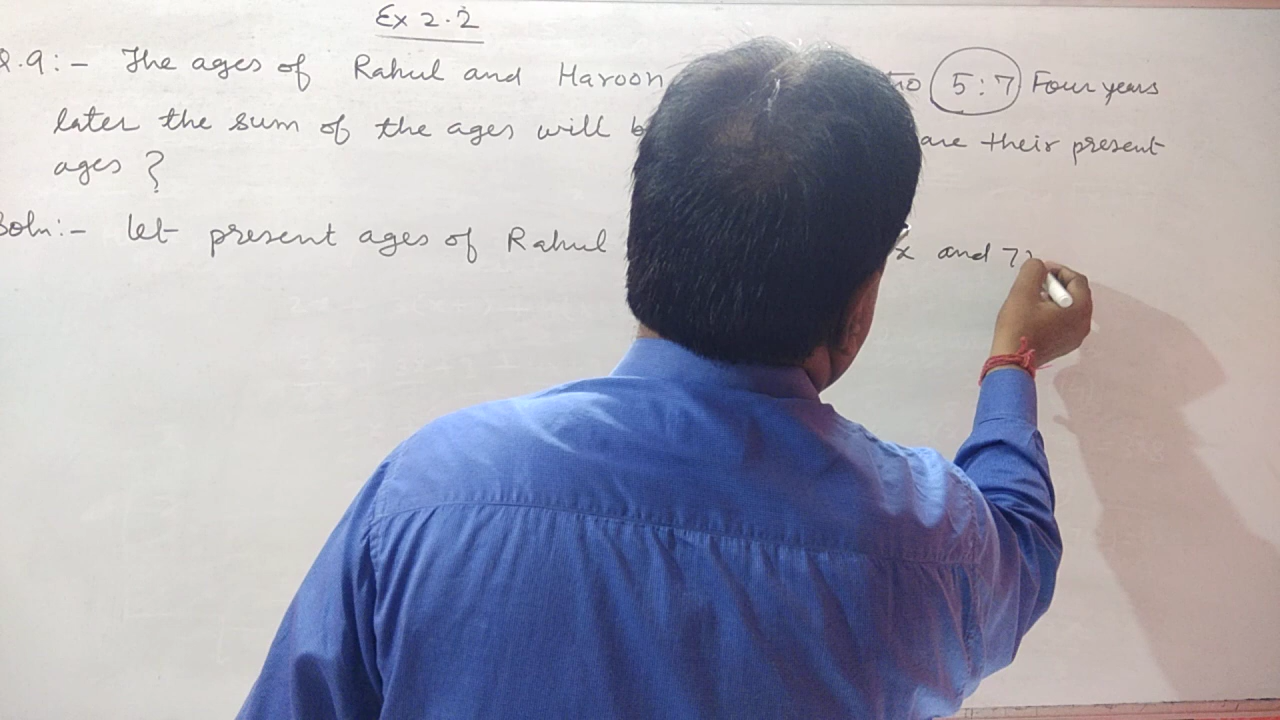 Ex 2.2
Q.9:- The ages of Rahul and Haroon 5:7 Four years
later the sum of the ages will are their present
ages?
Soln:- let present ages of Rahul x and 7x